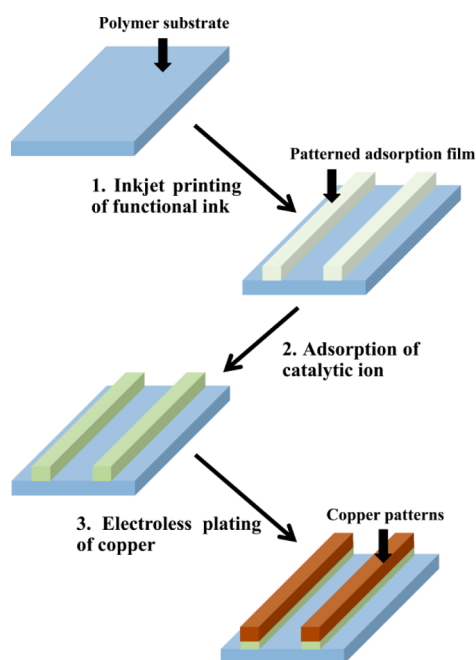 Polymer substrate
1. Inkjet printing
of functional ink
Patterned adsorption film
2. Adsorption of
catalytic ion
3. Electroless plating
of copper
Copper patterns